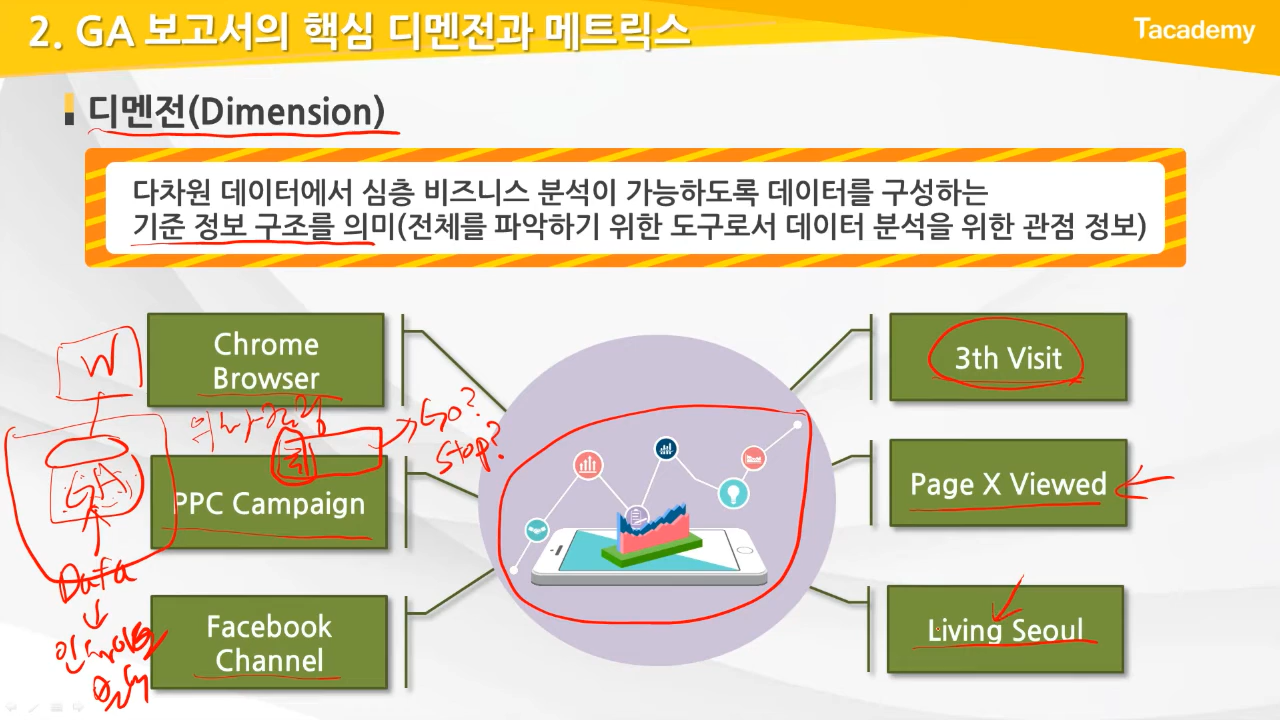 2. GA 보고서의 핵심 디멘전과 메트릭스
Tacademy
디멘전(Dimension)
다차원 데이터에서 심층 비즈니스 분석이 가능하도록 데이터를 구성하는
기준 정보 구조를 의미(전체를 파악하기 위한 도구로서 데이터 분석을 위한 관점 정보)
Chrome
Browser
PPC Campaign
Facebook
Channel
3th Visit
Page X Viewed
Living Seoul
W
GA
Data
Go?
Stop?